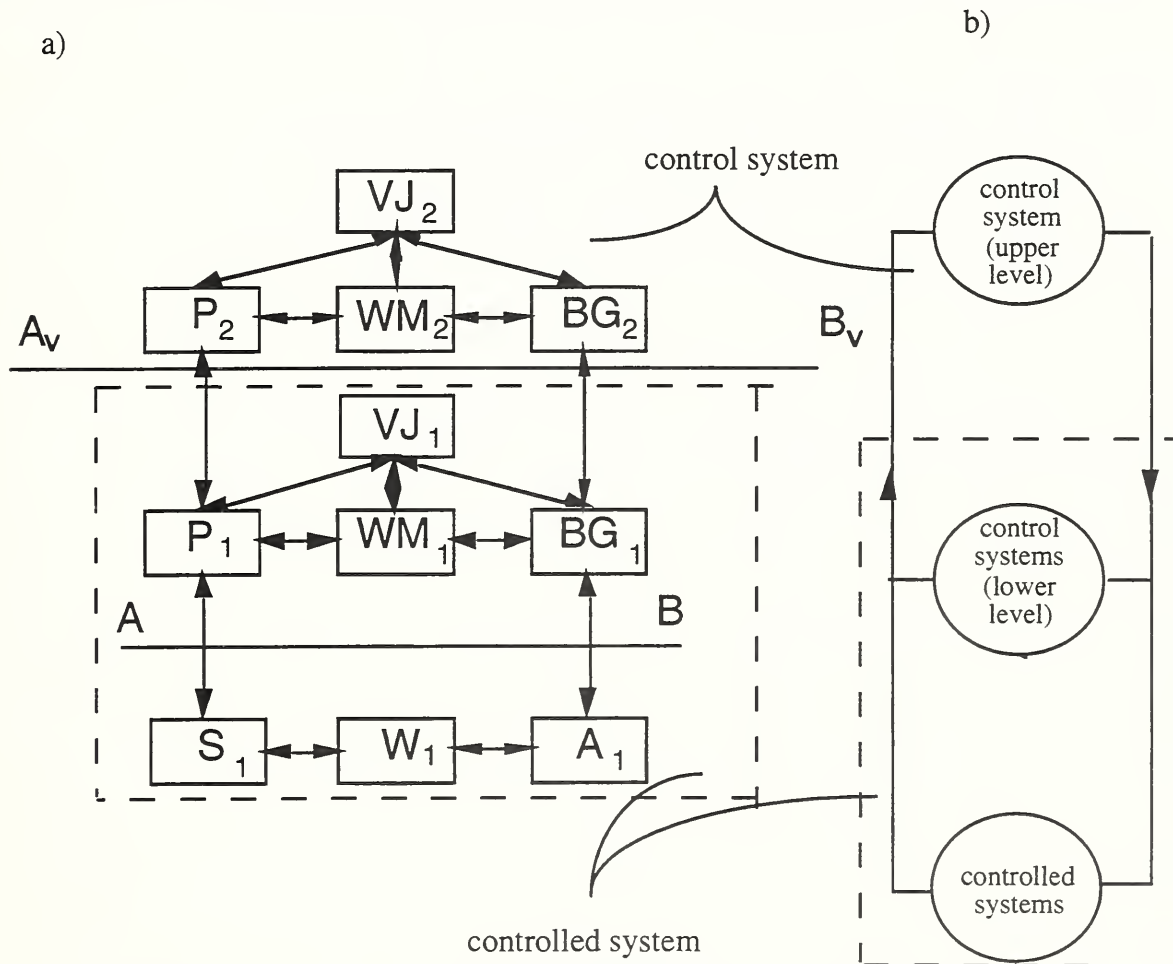 a)
b)
control system
control
system
(upper
level)
VJ₂
P₂ WM₂ BG₂
Aᵥ Bᵥ
VJ₁
P₁ WM₁ BG₁
control
systems
(lower
level)
A B
S₁ W₁ A₁
controlled
systems
controlled system